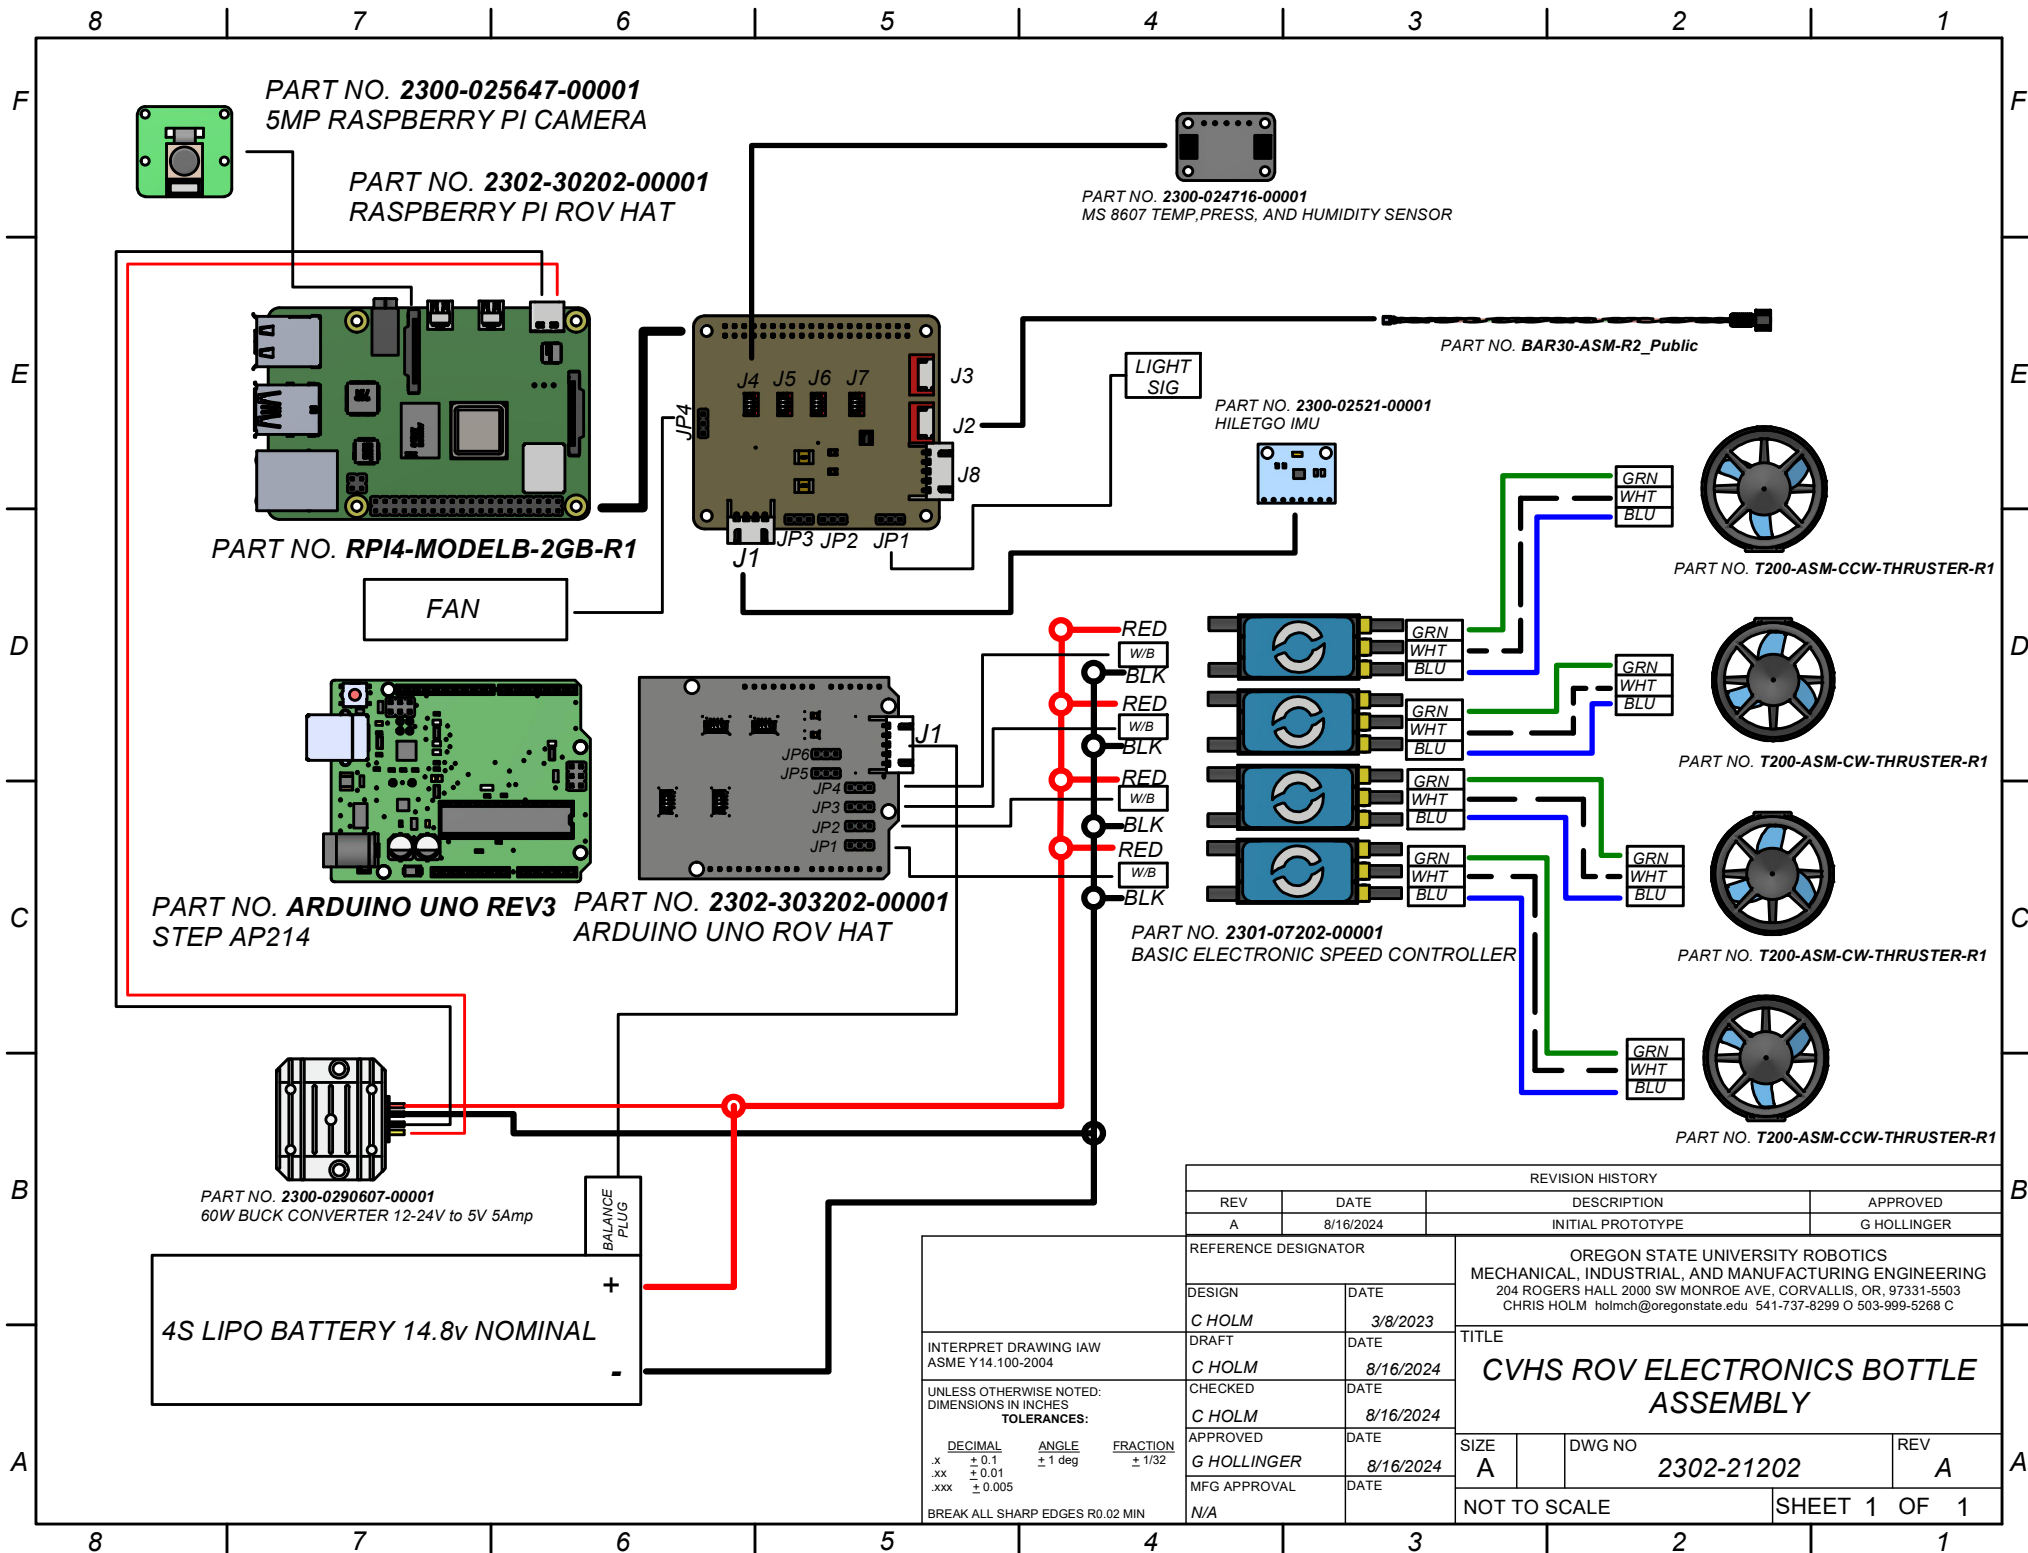 8 7 6 5 4 3 2 1
F
F
PART NO. 2300-025647-00001
5MP RASPBERRY PI CAMERA
PART NO. 2302-30202-00001
RASPBERRY PI ROV HAT
PART NO. 2300-024716-00001
MS 8607 TEMP,PRESS, AND HUMIDITY SENSOR
PART NO. BAR30-ASM-R2_Public
E
E
J4 J5 J6 J7
J3
J2
J8
JP4
JP3 JP2 JP1
J1
LIGHT
SIG
PART NO. 2300-02521-00001
HILETGO IMU
PART NO. RPI4-MODELB-2GB-R1
FAN
GRN
WHT
BLU
PART NO. T200-ASM-CCW-THRUSTER-R1
D
D
RED
W/B
BLK
RED
W/B
BLK
RED
W/B
BLK
RED
W/B
BLK
GRN
WHT
BLU
GRN
WHT
BLU
GRN
WHT
BLU
GRN
WHT
BLU
GRN
WHT
BLU
PART NO. T200-ASM-CW-THRUSTER-R1
J1
JP6
JP5
JP4
JP3
JP2
JP1
GRN
WHT
BLU
PART NO. T200-ASM-CW-THRUSTER-R1
C
C
PART NO. ARDUINO UNO REV3
STEP AP214
PART NO. 2302-303202-00001
ARDUINO UNO ROV HAT
PART NO. 2301-07202-00001
BASIC ELECTRONIC SPEED CONTROLLER
GRN
WHT
BLU
PART NO. T200-ASM-CCW-THRUSTER-R1
B
B
PART NO. 2300-0290607-00001
60W BUCK CONVERTER 12-24V to 5V 5Amp
BALANCE
PLUG
+
4S LIPO BATTERY 14.8v NOMINAL
-
REVISION HISTORY
REV DATE DESCRIPTION APPROVED
A 8/16/2024 INITIAL PROTOTYPE G HOLLINGER
REFERENCE DESIGNATOR
OREGON STATE UNIVERSITY ROBOTICS
MECHANICAL, INDUSTRIAL, AND MANUFACTURING ENGINEERING
204 ROGERS HALL 2000 SW MONROE AVE, CORVALLIS, OR, 97331-5503
CHRIS HOLM holmch@oregonstate.edu 541-737-8299 O 503-999-5268 C
DESIGN DATE
C HOLM 3/8/2023
DRAFT DATE
C HOLM 8/16/2024
CHECKED DATE
C HOLM 8/16/2024
APPROVED DATE
G HOLLINGER 8/16/2024
MFG APPROVAL DATE
N/A
INTERPRET DRAWING IAW
ASME Y14.100-2004
UNLESS OTHERWISE NOTED:
DIMENSIONS IN INCHES
TOLERANCES:
DECIMAL ANGLE FRACTION
.x ± 0.1 ± 1 deg ± 1/32
.xx ± 0.01
.xxx ± 0.005
BREAK ALL SHARP EDGES R0.02 MIN
TITLE
CVHS ROV ELECTRONICS BOTTLE
ASSEMBLY
SIZE
A
DWG NO
2302-21202
REV
A
NOT TO SCALE
SHEET 1 OF 1
A
A
8 7 6 5 4 3 2 1